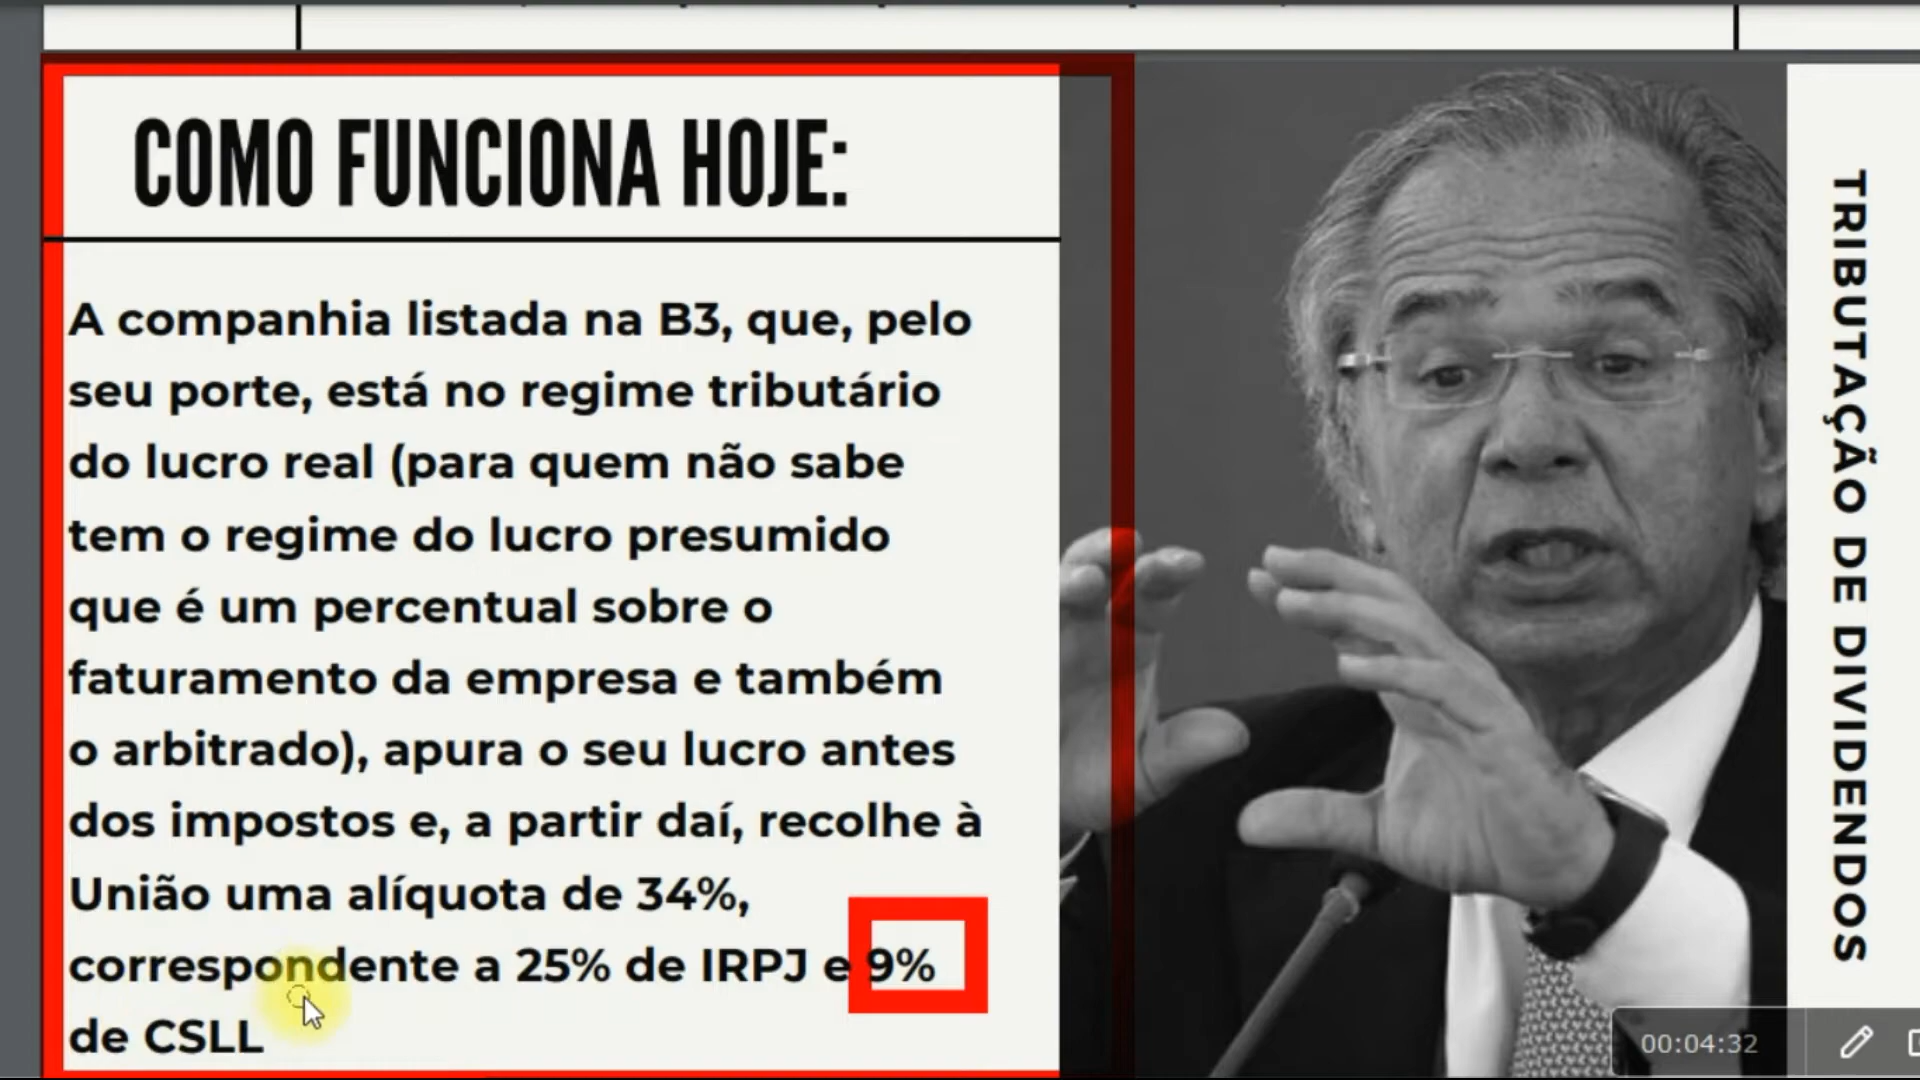 COMO FUNCIONA HOJE:
A companhia listada na B3, que, pelo
seu porte, está no regime tributário
do lucro real (para quem não sabe
tem o regime do lucro presumido
que é um percentual sobre o
faturamento da empresa e também
o arbitrado), apura o seu lucro antes
dos impostos e, a partir daí, recolhe à
União uma alíquota de 34%,
correspondente a 25% de IRPJ e 9%
de CSLL
TRIBUTAÇÃO DE DIVIDENDOS
00:04:32